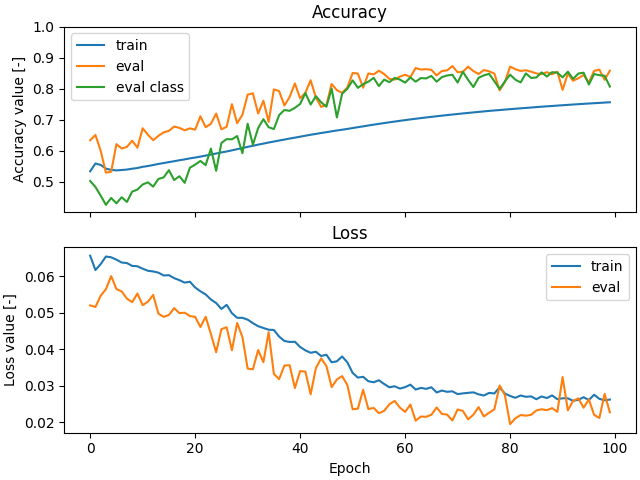 Accuracy
1.0
0.9
0.8
0.7
0.6
0.5
Accuracy value [-]
train
eval
eval class
Loss
0.06
0.05
0.04
0.03
0.02
Loss value [-]
train
eval
0 20 40 60 80 100
Epoch